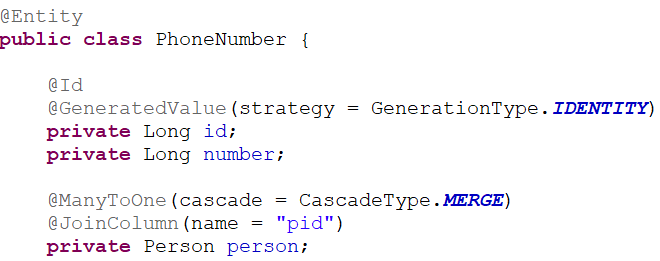 @Entity
public class PhoneNumber {
@Id
@GeneratedValue(strategy = GenerationType.IDENTITY)
private Long id;
private Long number;
@ManyToOne(cascade = CascadeType.MERGE)
@JoinColumn(name = "pid")
private Person person;